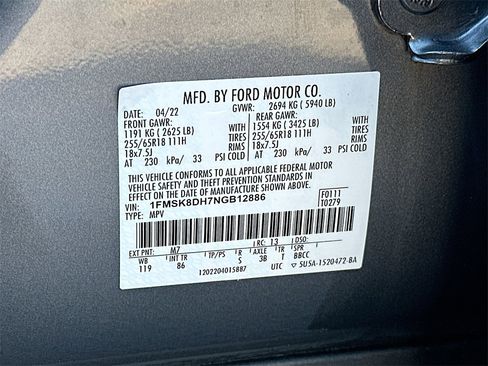 MFD. BY FORD MOTOR CO.
04/22 GVWR: 2694 KG ( 5940 LB)
FRONT GAWR: REAR GAWR:
1191 KG ( 2625 LB) WITH 1554 KG ( 3425 LB) WITH
255/65R18 111H TIRES 255/65R18 111H TIRES
18x7.5J RIMS 18x7.5J RIMS
AT 230 kPa/ 33 PSI COLD AT 230 kPa/ 33 PSI COLD
THIS VEHICLE CONFORMS TO ALL APPLICABLE FEDERAL MOTOR
VEHICLE SAFETY AND THEFT PREVENTION STANDARDS IN
EFFECT ON THE DATE OF MANUFACTURE SHOWN ABOVE.
VIN: 1FMSK8DH7NGB12886 F0111
TYPE: MPV T0279
EXT PNT: M7 RC: 13 DSO:
WB INT TR TP/PS R AXLE TR S
119 86 S 3B T BBCC
1202204015887 UTC 5U5A-1520472-BA